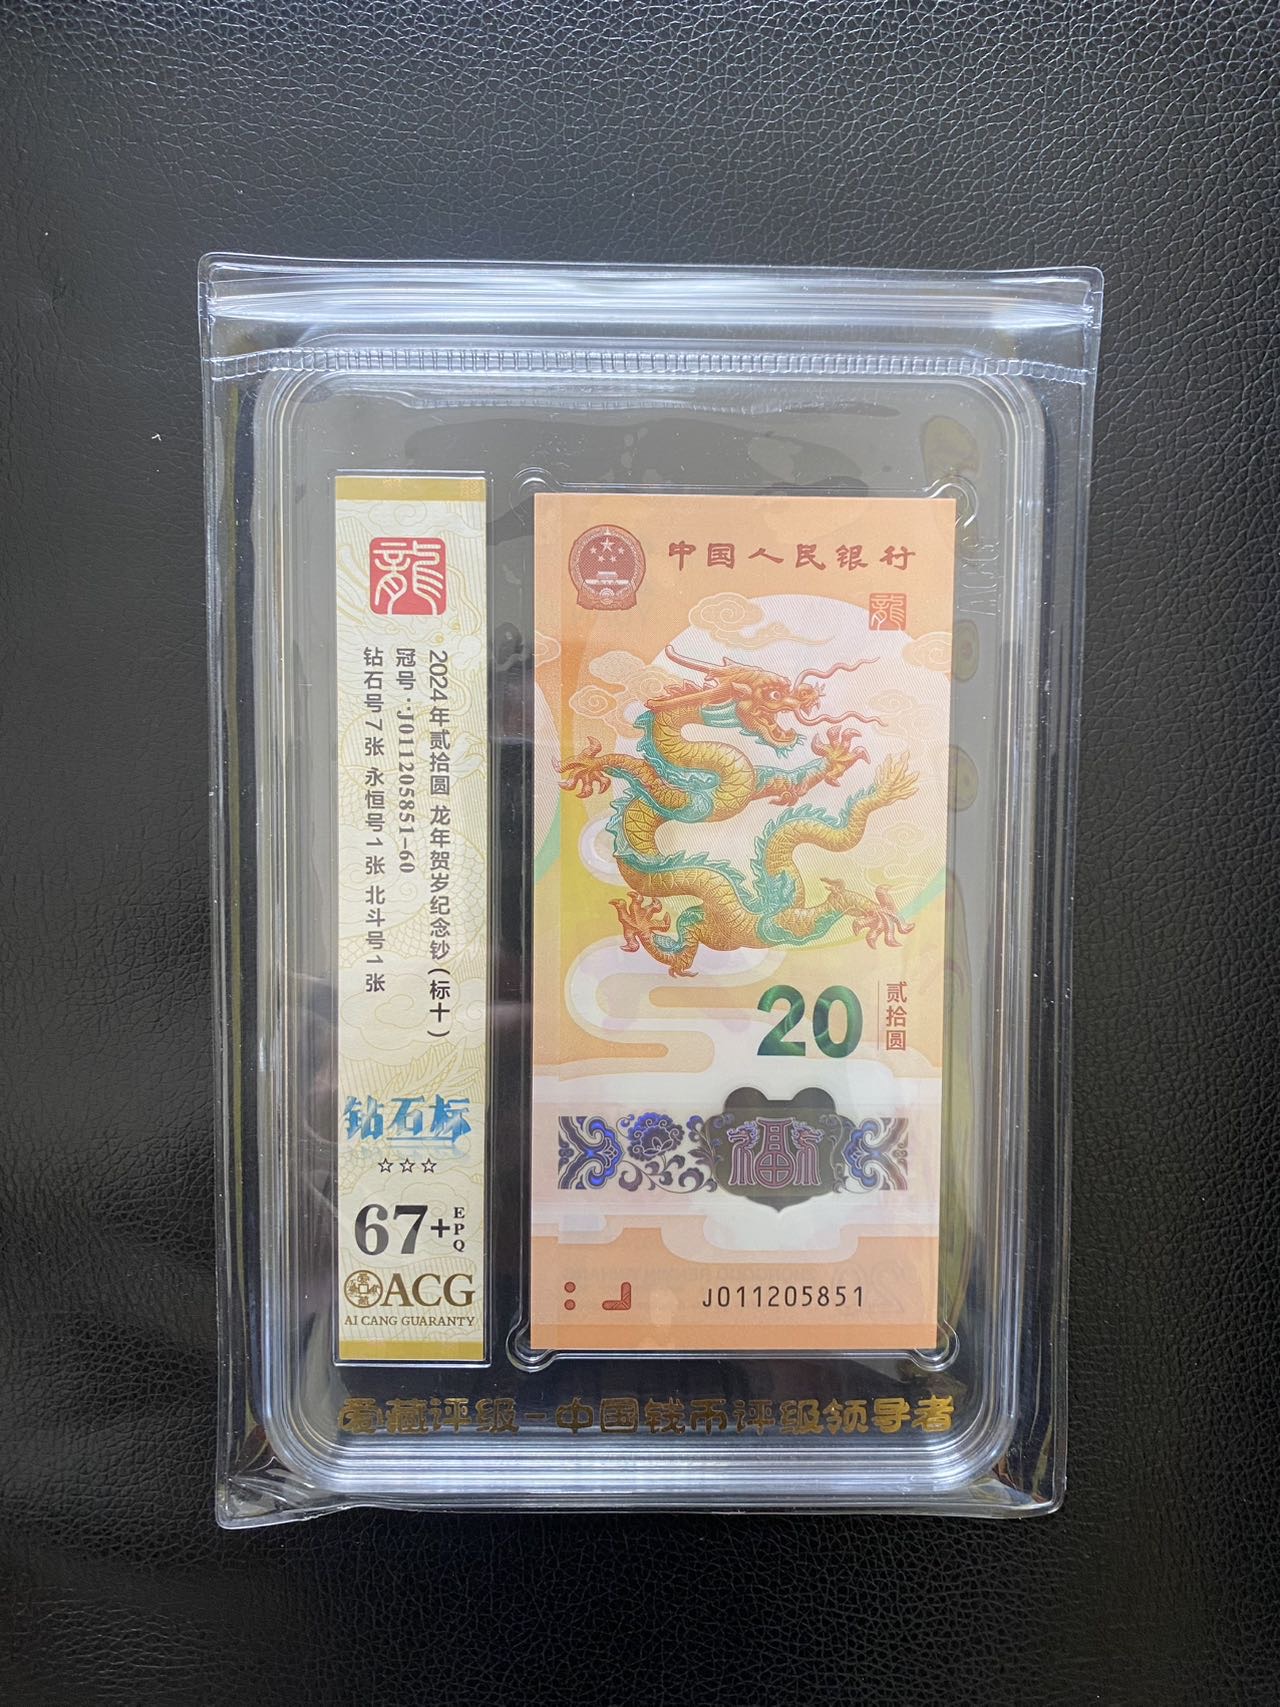 龍
2024年贰拾圆 龙年贺岁纪念钞(标十)
冠号:J011205851-60
钻石号7张 永恒号1张 北斗号1张
钻石标
☆☆☆
67+EPQ
ACG
AI CANG GUARANTY
中国人民银行
龍
20
贰拾圆
福
J011205851
爱藏评级-中国钱币评级领导者